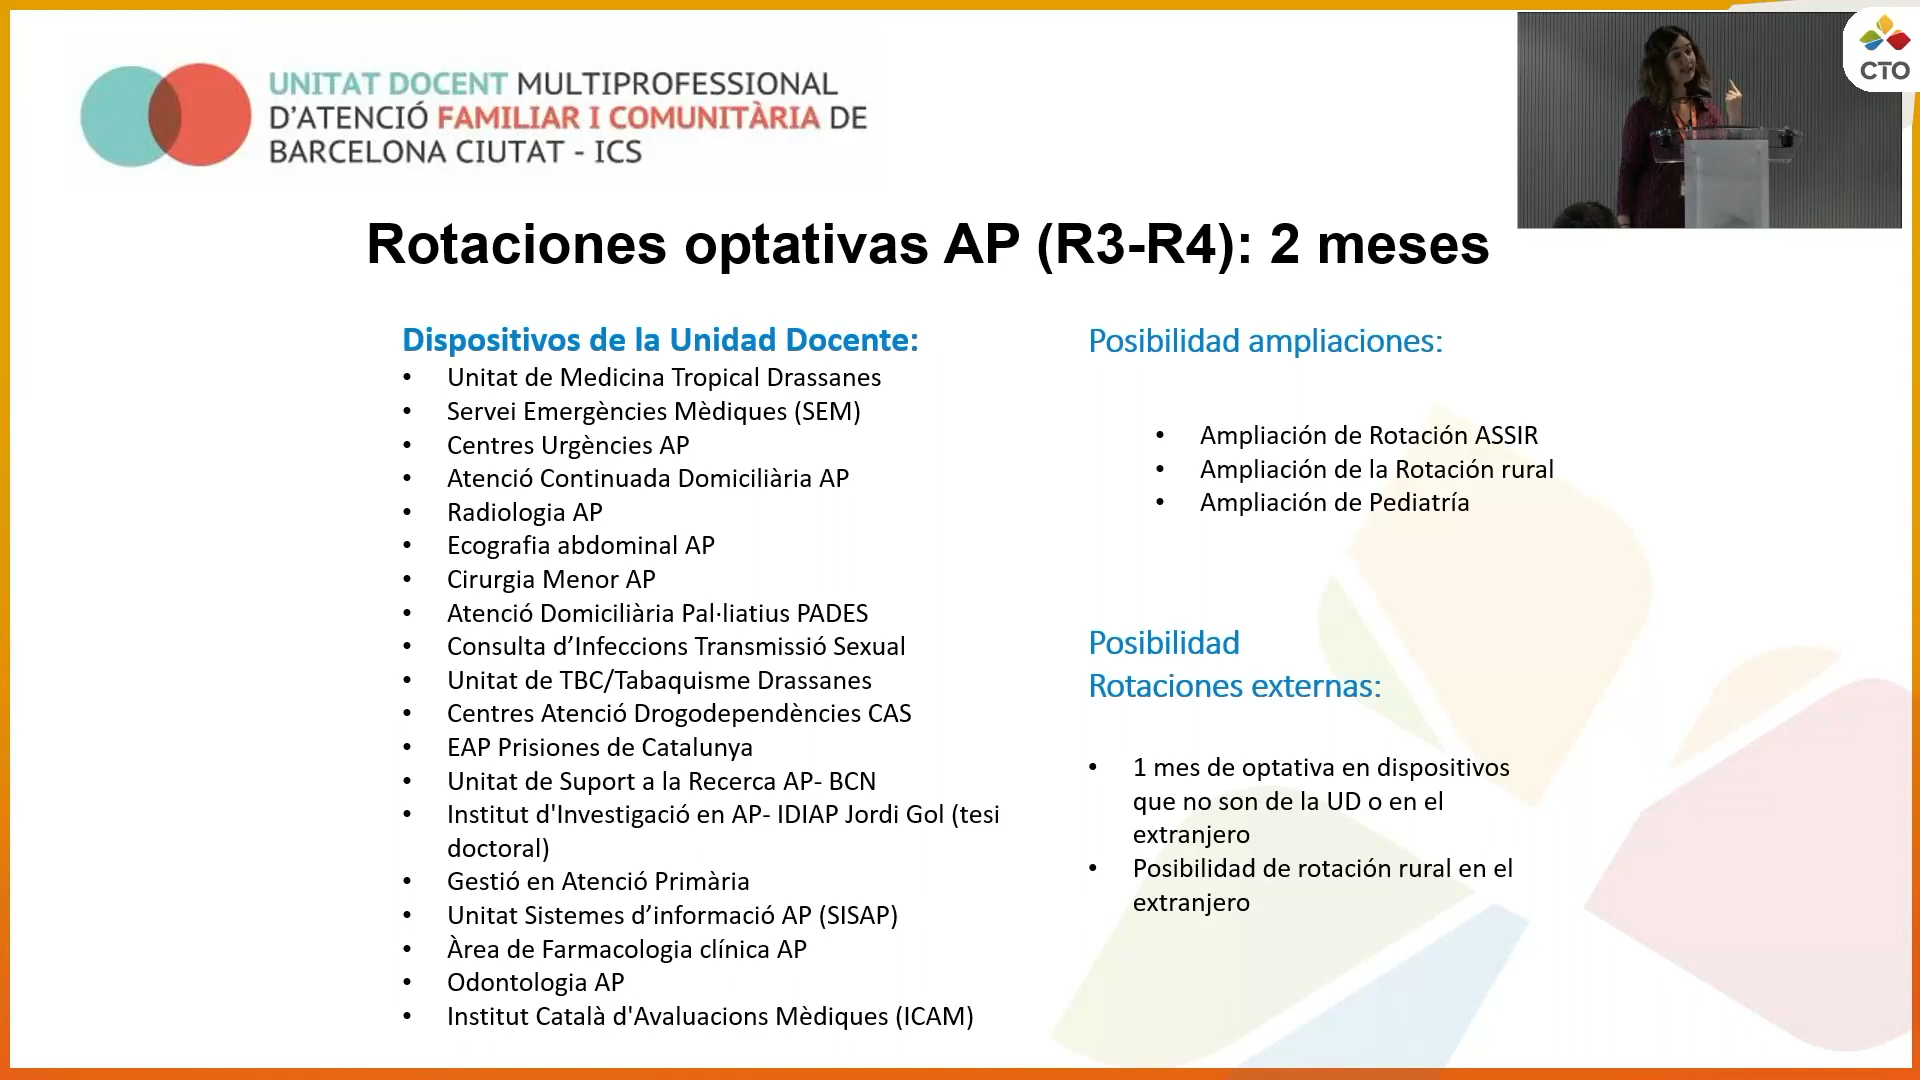 UNITAT DOCENT MULTIPROFESSIONAL
D'ATENCIÓ FAMILIAR I COMUNITÀRIA DE
BARCELONA CIUTAT - ICS
CTO
Rotaciones optativas AP (R3-R4): 2 meses
Dispositivos de la Unidad Docente:
• Unitat de Medicina Tropical Drassanes
• Servei Emergències Mèdiques (SEM)
• Centres Urgències AP
• Atenció Continuada Domiciliària AP
• Radiologia AP
• Ecografia abdominal AP
• Cirurgia Menor AP
• Atenció Domiciliària Pal·liatius PADES
• Consulta d’Infeccions Transmissió Sexual
• Unitat de TBC/Tabaquisme Drassanes
• Centres Atenció Drogodependències CAS
• EAP Prisiones de Catalunya
• Unitat de Suport a la Recerca AP- BCN
• Institut d'Investigació en AP- IDIAP Jordi Gol (tesi
doctoral)
• Gestió en Atenció Primària
• Unitat Sistemes d’informació AP (SISAP)
• Àrea de Farmacologia clínica AP
• Odontologia AP
• Institut Català d'Avaluacions Mèdiques (ICAM)
Posibilidad ampliaciones:
• Ampliación de Rotación ASSIR
• Ampliación de la Rotación rural
• Ampliación de Pediatría
Posibilidad
Rotaciones externas:
• 1 mes de optativa en dispositivos
que no son de la UD o en el
extranjero
• Posibilidad de rotación rural en el
extranjero